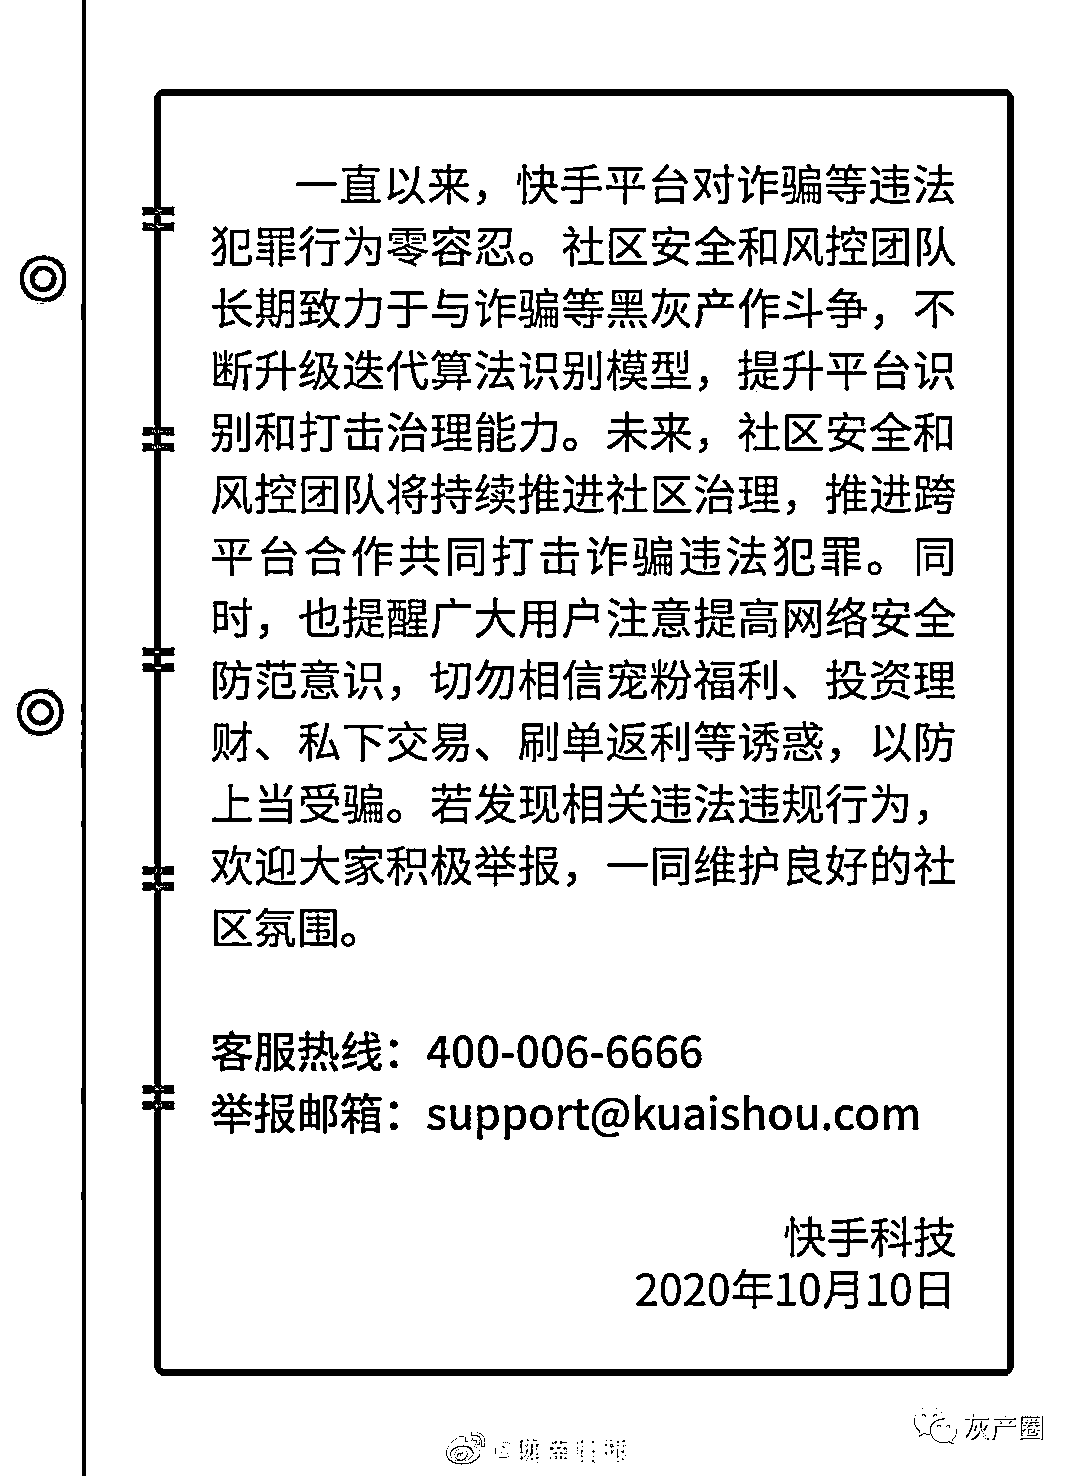 一直以来，快手平台对诈骗等违法
犯罪行为零容忍。社区安全和风控团队
长期致力于与诈骗等黑灰产作斗争，不
断升级迭代算法识别模型，提升平台识
别和打击治理能力。未来，社区安全和
风控团队将持续推进社区治理，推进跨
平台合作共同打击诈骗违法犯罪。同
时，也提醒广大用户注意提高网络安全
防范意识，切勿相信宠粉福利、投资理
财、私下交易、刷单返利等诱惑，以防
上当受骗。若发现相关违法违规行为，
欢迎大家积极举报，一同维护良好的社
区氛围。
客服热线：400-006-6666
举报邮箱：support@kuaishou.com
快手科技
2020年10月10日
灰产圈